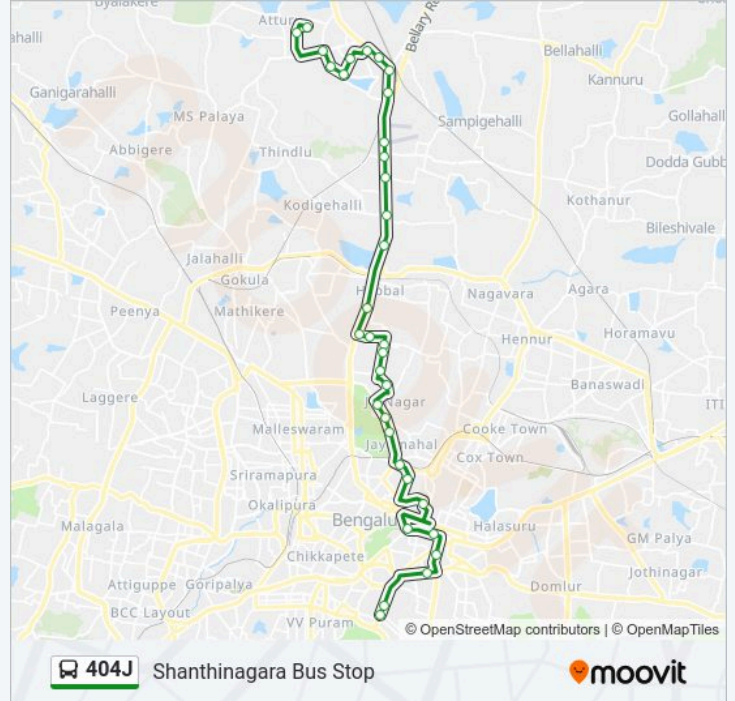 Byalakere
Attur
Bellary Ro
ahalli
Bellahalli
Kannuru
Ganigarahalli
MS Palaya
Sampigehalli
Gollahall
Abbigere
Thindlu
Dodda Gubb
Kodigehalli
Kothanur
Bileshivale
Jalahalli
Gokula
Nagavara
Agara
Peenya
Mathikere
Hebbal
Hennur
Horamavu
Banaswadi
Laggere
Nagar
ITI
Malleswaram
Jayamahal
Cooke Town
Cox Town
Sriramapura
Okalipura
Bengalu
Halasuru
Malagala
GM Palya
Chikkapete
Jothinagar
Attiguppe
Goripalya
Domlur
BCC Layout
VV Puram
© OpenStreetMap contributors | © OpenMapTiles
404J Shanthinagara Bus Stop
moovit